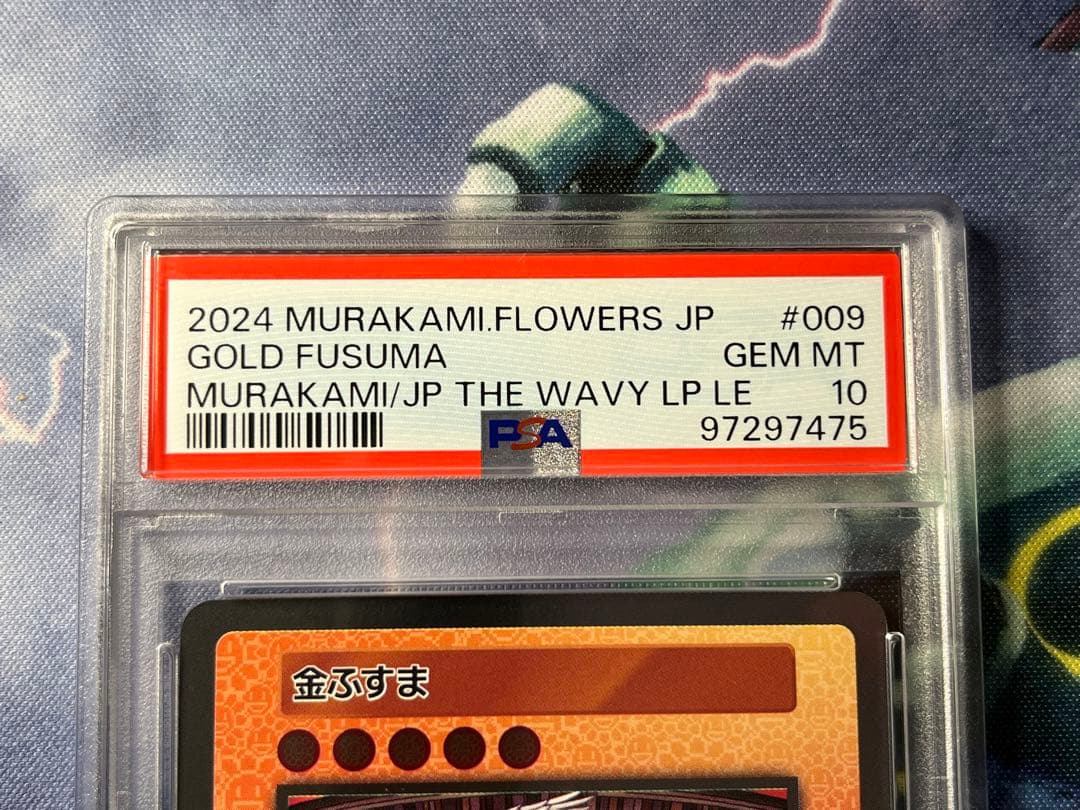 2024 MURAKAMI.FLOWERS JP #009
GOLD FUSUMA GEM MT
MURAKAMI/JP THE WAVY LP LE 10
PSA 97297475
金ふすま